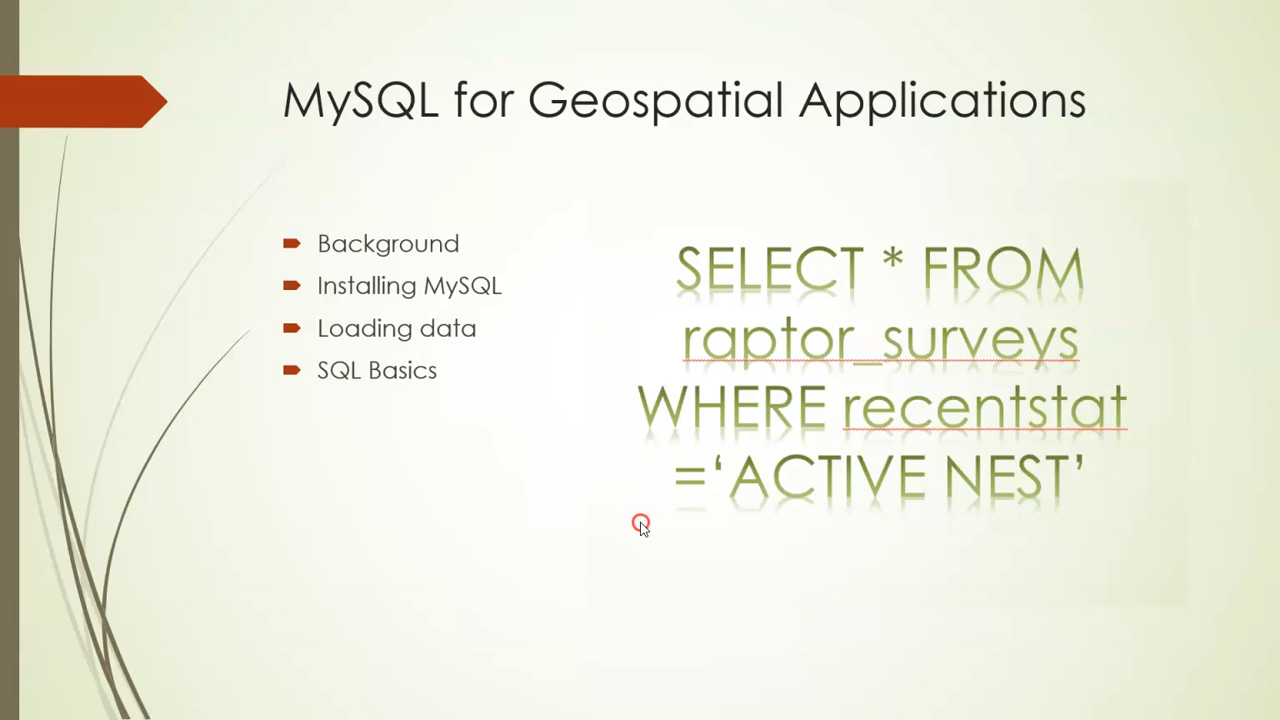 MySQL for Geospatial Applications
Background
Installing MySQL
Loading data
SQL Basics
SELECT * FROM
raptor_surveys
WHERE recentstat
=‘ACTIVE NEST’